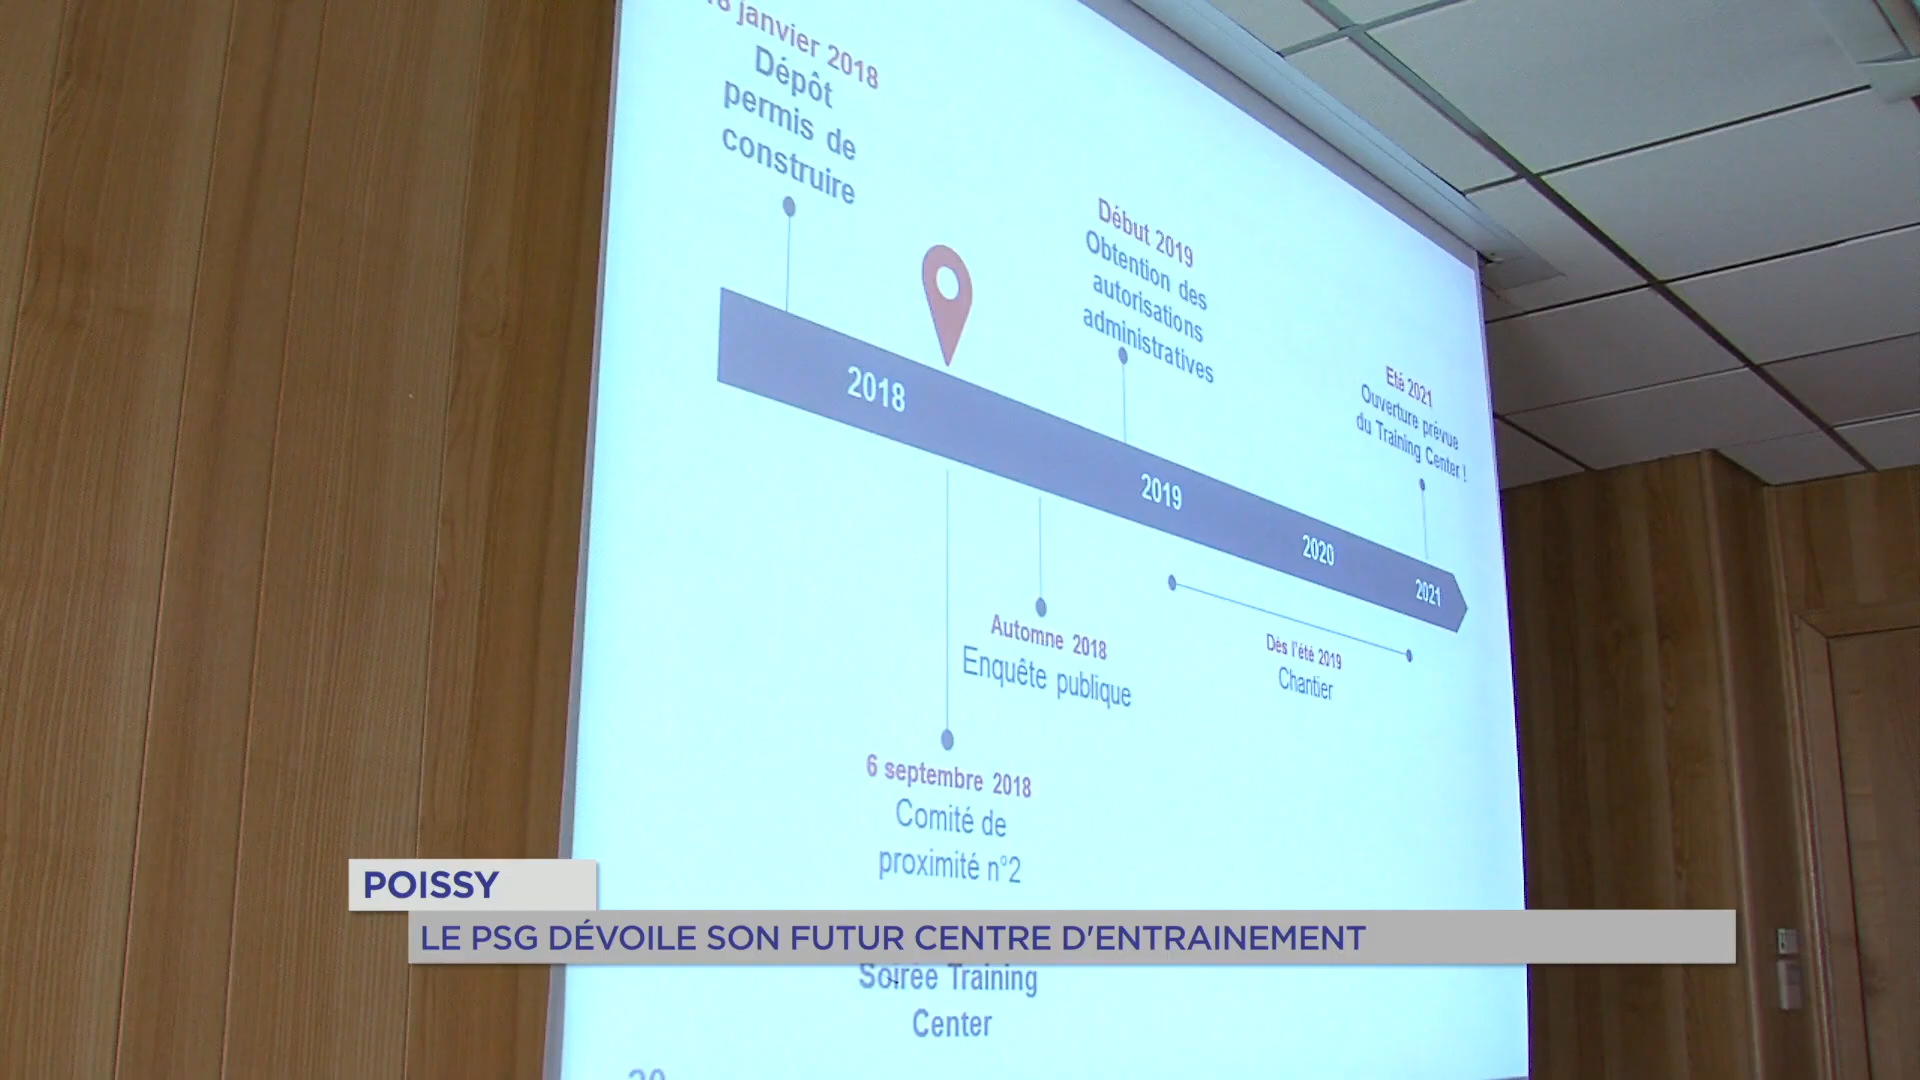 janvier 2018
Dépôt
permis de
construire
Début 2019
Obtention des
autorisations
administratives
Eté 2021
Ouverture prévue
du Training Center !
2018
2019
2020
2021
Automne 2018
Enquête publique
Dès l'été 2019
Chantier
6 septembre 2018
Comité de
proximité n°2
POISSY
LE PSG DÉVOILE SON FUTUR CENTRE D'ENTRAINEMENT
Soirée Training
Center